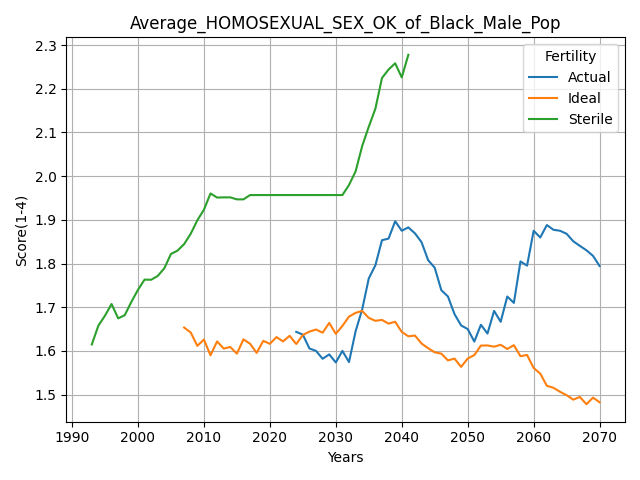 Average_HOMOSEXUAL_SEX_OK_of_Black_Male_Pop
Fertility
Actual
Ideal
Sterile
Score(1-4)
2.3
2.2
2.1
2.0
1.9
1.8
1.7
1.6
1.5
1990 2000 2010 2020 2030 2040 2050 2060 2070
Years